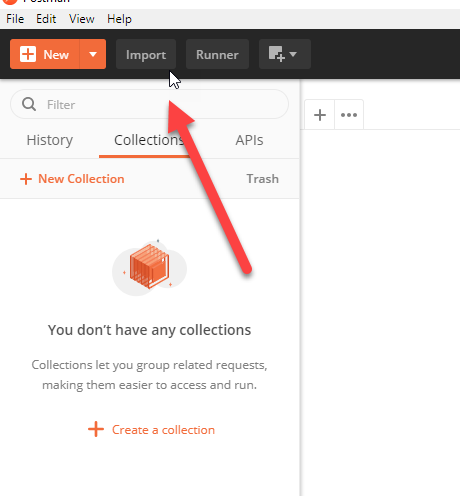 Postman
File Edit View Help
New Import Runner
Filter
History Collections APIs
New Collection Trash
You don’t have any collections
Collections let you group related requests,
making them easier to access and run.
Create a collection